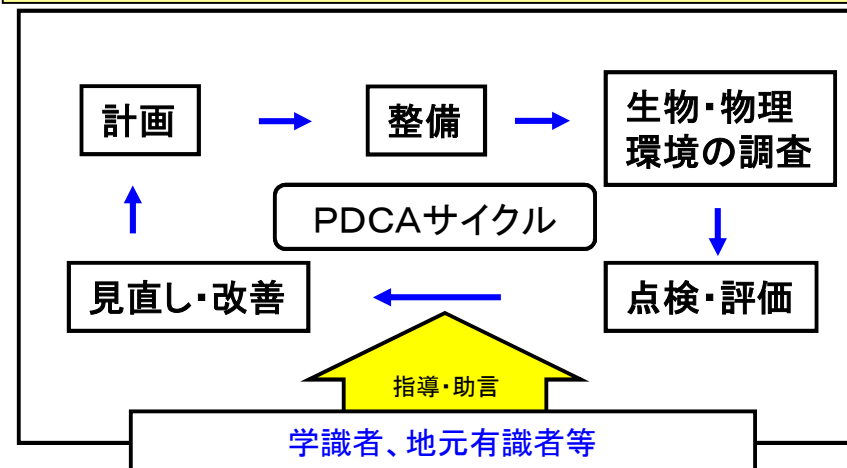 計画
整備
生物・物理
環境の調査
PDCAサイクル
見直し・改善
点検・評価
指導・助言
学識者、地元有識者等